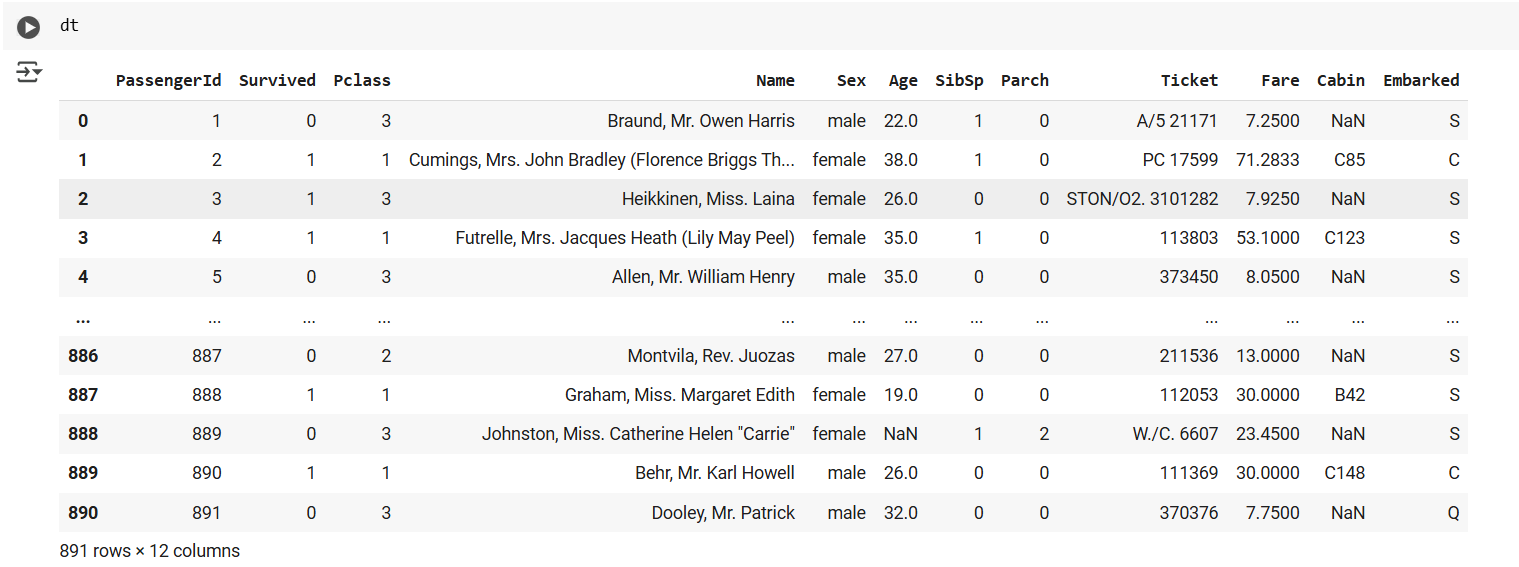 dt
PassengerId Survived Pclass Name Sex Age SibSp Parch Ticket Fare Cabin Embarked
0 1 0 3 Braund, Mr. Owen Harris male 22.0 1 0 A/5 21171 7.2500 NaN S
1 2 1 1 Cumings, Mrs. John Bradley (Florence Briggs Th... female 38.0 1 0 PC 17599 71.2833 C85 C
2 3 1 3 Heikkinen, Miss. Laina female 26.0 0 0 STON/O2. 3101282 7.9250 NaN S
3 4 1 1 Futrelle, Mrs. Jacques Heath (Lily May Peel) female 35.0 1 0 113803 53.1000 C123 S
4 5 0 3 Allen, Mr. William Henry male 35.0 0 0 373450 8.0500 NaN S
... ... ... ... ... ... ... ... ... ... ... ... ...
886 887 0 2 Montvila, Rev. Juozas male 27.0 0 0 211536 13.0000 NaN S
887 888 1 1 Graham, Miss. Margaret Edith female 19.0 0 0 112053 30.0000 B42 S
888 889 0 3 Johnston, Miss. Catherine Helen "Carrie" female NaN 1 2 W./C. 6607 23.4500 NaN S
889 890 1 1 Behr, Mr. Karl Howell male 26.0 0 0 111369 30.0000 C148 C
890 891 0 3 Dooley, Mr. Patrick male 32.0 0 0 370376 7.7500 NaN Q
891 rows × 12 columns